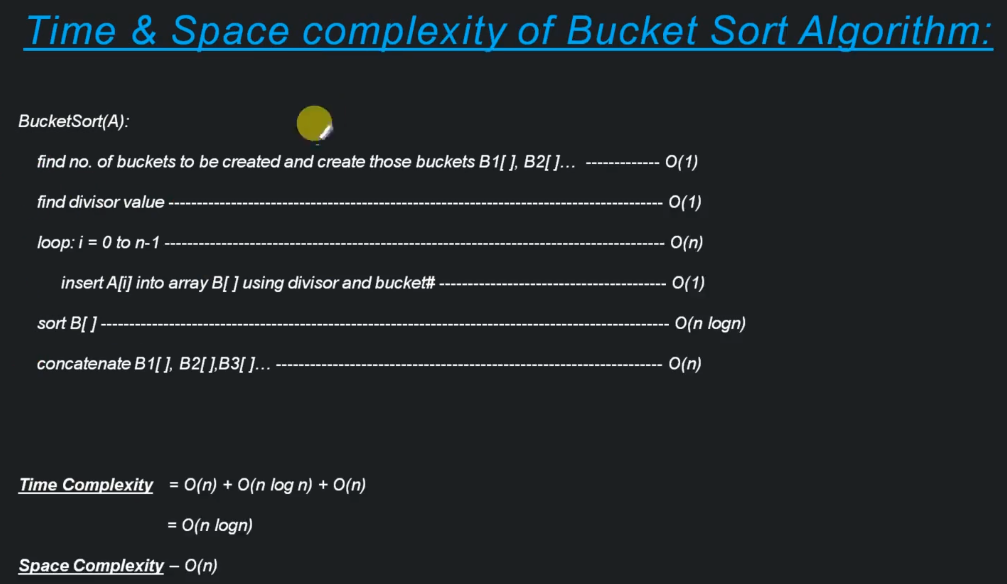 Time & Space complexity of Bucket Sort Algorithm:
BucketSort(A):
find no. of buckets to be created and create those buckets B1[ ], B2[ ]… ------------- O(1)
find divisor value --------------------------------------------------------------------------------------- O(1)
loop: i = 0 to n-1 ---------------------------------------------------------------------------------------- O(n)
insert A[i] into array B[ ] using divisor and bucket# ---------------------------------------- O(1)
sort B[ ] ---------------------------------------------------------------------------------------------------- O(n logn)
concatenate B1[ ], B2[ ],B3[ ]… -------------------------------------------------------------------- O(n)
Time Complexity = O(n) + O(n log n) + O(n)
= O(n logn)
Space Complexity – O(n)